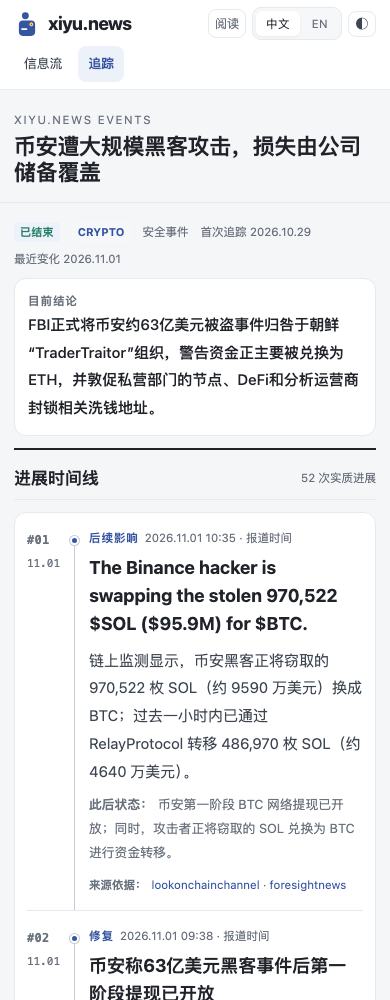 xiyu.news
阅读
中文
EN
信息流
追踪
XIYU.NEWS EVENTS
币安遭大规模黑客攻击，损失由公司
储备覆盖
已结束 CRYPTO 安全事件 首次追踪 2026.10.29
最近变化 2026.11.01
目前结论
FBI正式将币安约63亿美元被盗事件归咎于朝鲜
“TraderTraitor”组织，警告资金正主要被兑换为
ETH，并敦促私营部门的节点、DeFi和分析运营商
封锁相关洗钱地址。
进展时间线
52 次实质进展
#01
11.01
后续影响 2026.11.01 10:35 · 报道时间
The Binance hacker is
swapping the stolen 970,522
$SOL ($95.9M) for $BTC.
链上监测显示，币安黑客正将窃取的
970,522 枚 SOL（约 9590 万美元）换成
BTC；过去一小时内已通过
RelayProtocol 转移 486,970 枚 SOL（约
4640 万美元）。
此后状态： 币安第一阶段 BTC 网络提现已开
放；同时，攻击者正将窃取的 SOL 兑换为 BTC
进行资金转移。
来源依据： lookonchainchannel · foresightnews
#02
11.01
修复 2026.11.01 09:38 · 报道时间
币安称63亿美元黑客事件后第一
阶段提现已开放